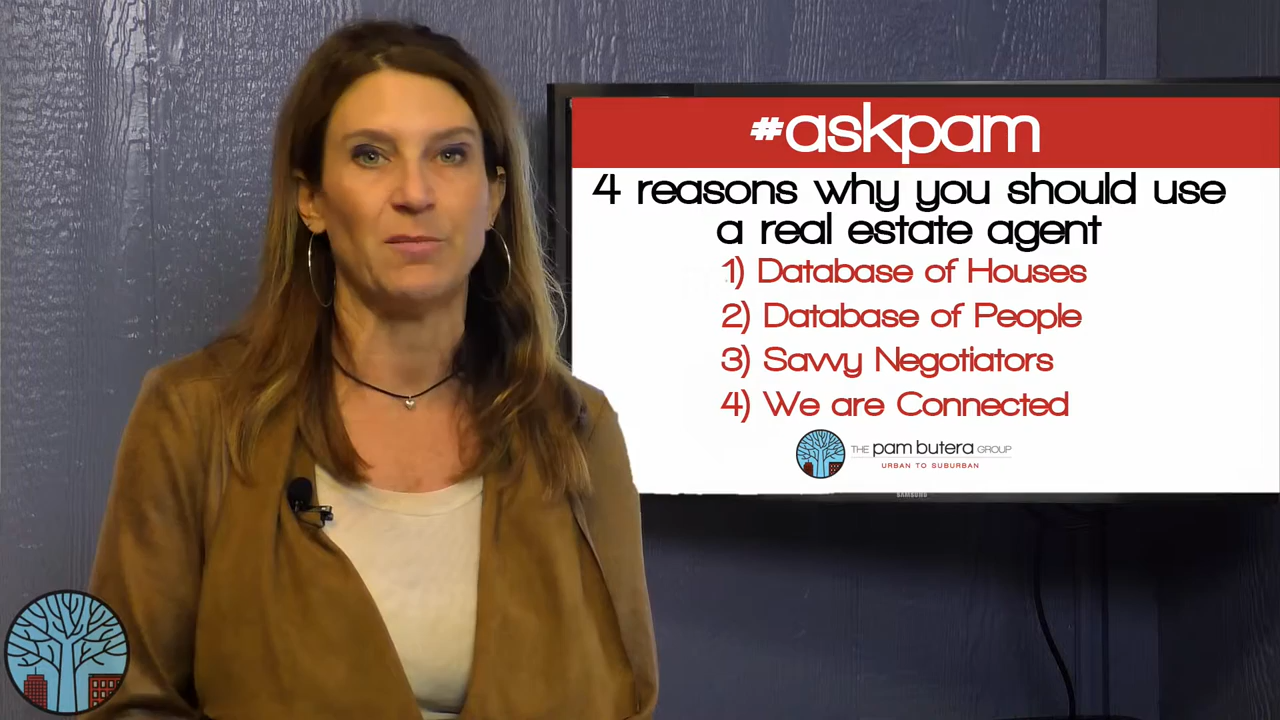 #askpam
4 reasons why you should use
a real estate agent
1) Database of Houses
2) Database of People
3) Savvy Negotiators
4) We are Connected
THE pam butera GROUP
URBAN TO SUBURBAN
SAMSUNG